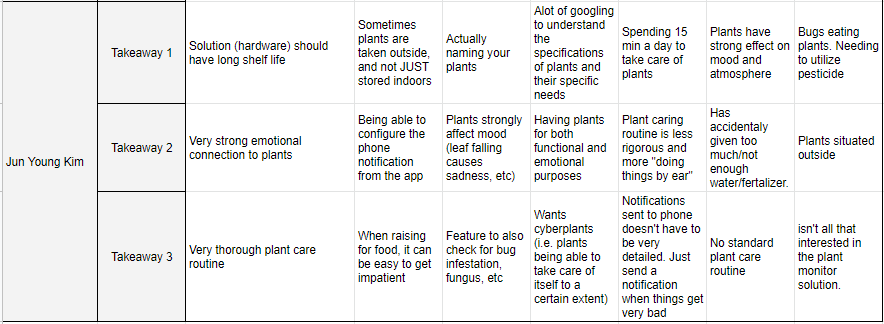 Jun Young Kim
Takeaway 1
Solution (hardware) should
have long shelf life
Sometimes
plants are
taken outside,
and not JUST
stored indoors
Actually
naming your
plants
Alot of googling
to understand
the
specifications
of plants and
their specific
needs
Spending 15
min a day to
take care of
plants
Plants have
strong effect on
mood and
atmosphere
Bugs eating
plants. Needing
to utilize
pesticide
Takeaway 2
Very strong emotional
connection to plants
Being able to
configure the
phone
notification
from the app
Plants strongly
affect mood
(leaf falling
causes
sadness, etc)
Having plants
for both
functional and
emotional
purposes
Plant caring
routine is less
rigorous and
more "doing
things by ear"
Has
accidentaly
given too
much/not
enough
water/fertalizer.
Plants situated
outside
Takeaway 3
Very thorough plant care
routine
When raising
for food, it can
be easy to get
impatient
Feature to also
check for bug
infestation,
fungus, etc
Wants
cyberplants
(i.e. plants
being able to
take care of
itself to a
certain extent)
Notifications
sent to phone
doesn't have to
be very
detailed. Just
send a
notification
when things get
very bad
No standard
plant care
routine
isn't all that
interested in
the plant
monitor
solution.